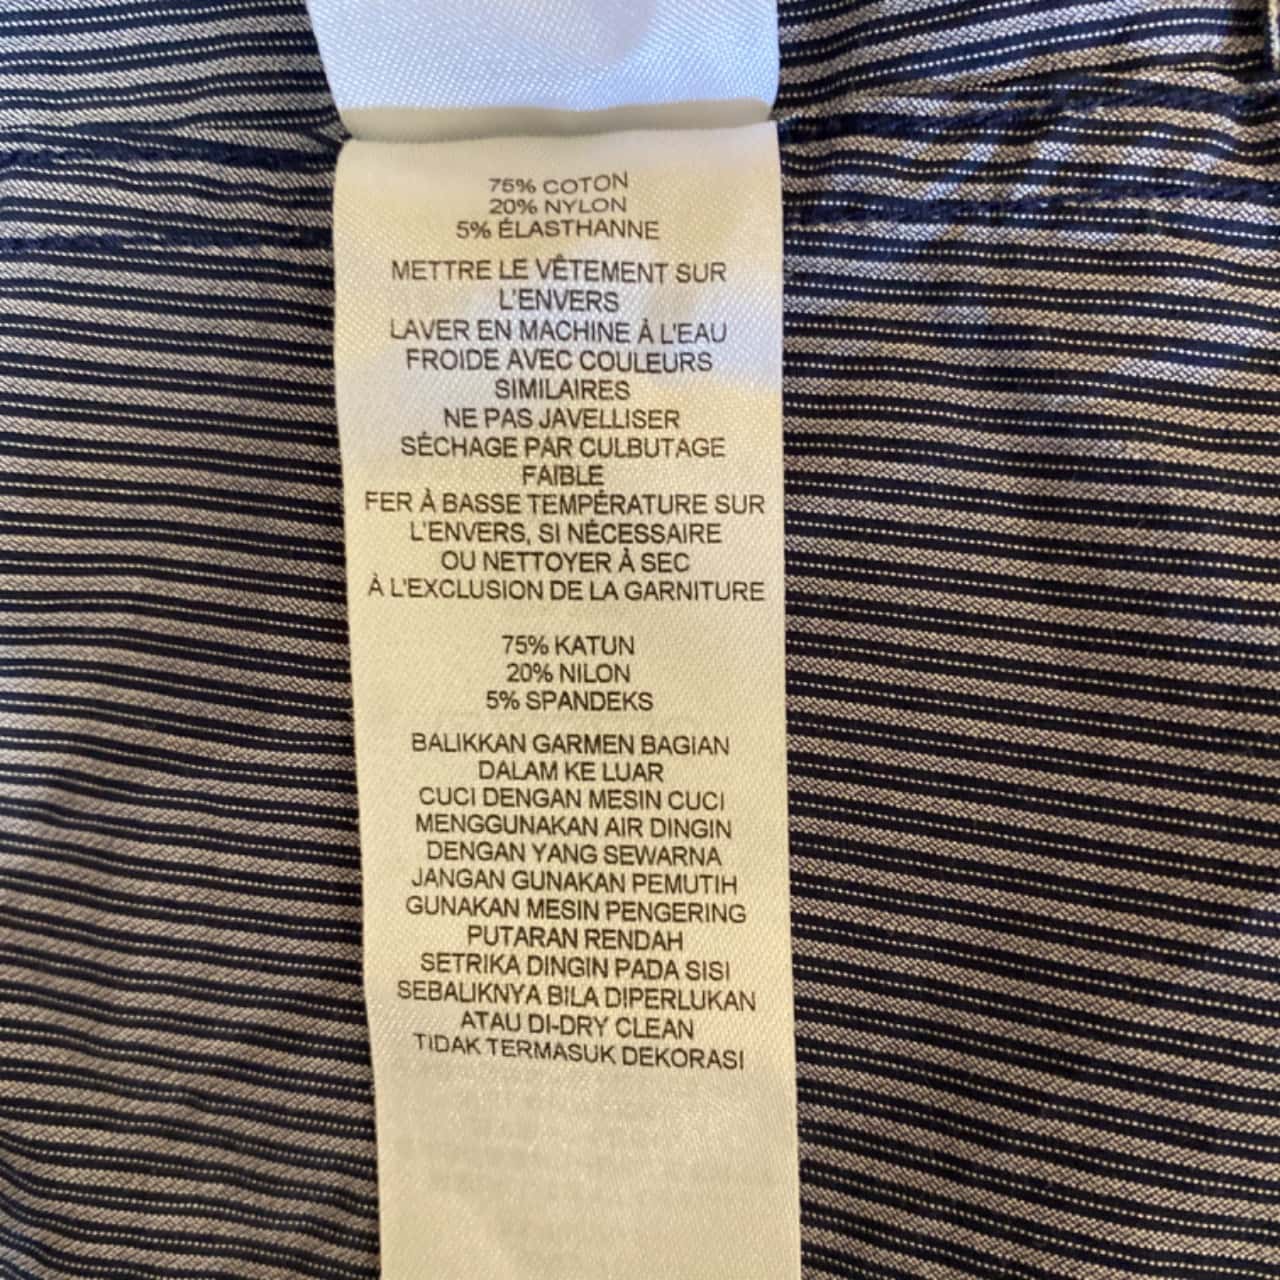 75% COTON
20% NYLON
5% ÉLASTHANNE
METTRE LE VÊTEMENT SUR
L'ENVERS
LAVER EN MACHINE À L'EAU
FROIDE AVEC COULEURS
SIMILAIRES
NE PAS JAVELLISER
SÉCHAGE PAR CULBUTAGE
FAIBLE
FER À BASSE TEMPÉRATURE SUR
L'ENVERS, SI NÉCESSAIRE
OU NETTOYER À SEC
À L'EXCLUSION DE LA GARNITURE
75% KATUN
20% NILON
5% SPANDEKS
BALIKKAN GARMEN BAGIAN
DALAM KE LUAR
CUCI DENGAN MESIN CUCI
MENGGUNAKAN AIR DINGIN
DENGAN YANG SEWARNA
JANGAN GUNAKAN PEMUTIH
GUNAKAN MESIN PENGERING
PUTARAN RENDAH
SETRIKA DINGIN PADA SISI
SEBALIKNYA BILA DIPERLUKAN
ATAU DI-DRY CLEAN
TIDAK TERMASUK DEKORASI